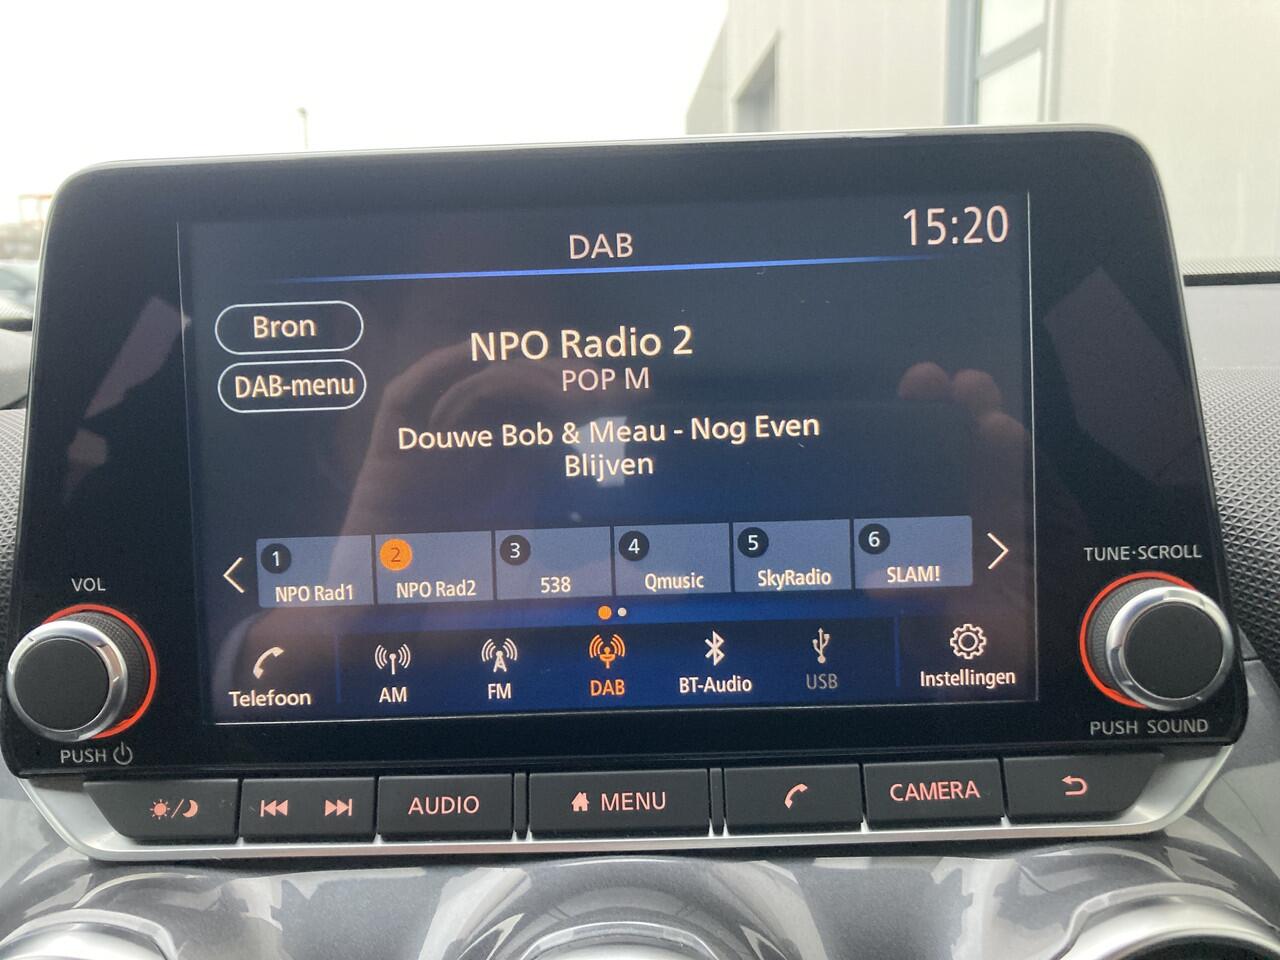 15:20
DAB
Bron
NPO Radio 2
POP M
DAB-menu
Douwe Bob & Meau - Nog Even
Blijven
1
2
3
4
5
6
NPO Rad1
NPO Rad2
538
Qmusic
SkyRadio
SLAM!
Telefoon
AM
FM
DAB
BT-Audio
USB
Instellingen
VOL
PUSH
TUNE·SCROLL
PUSH SOUND
AUDIO
MENU
CAMERA